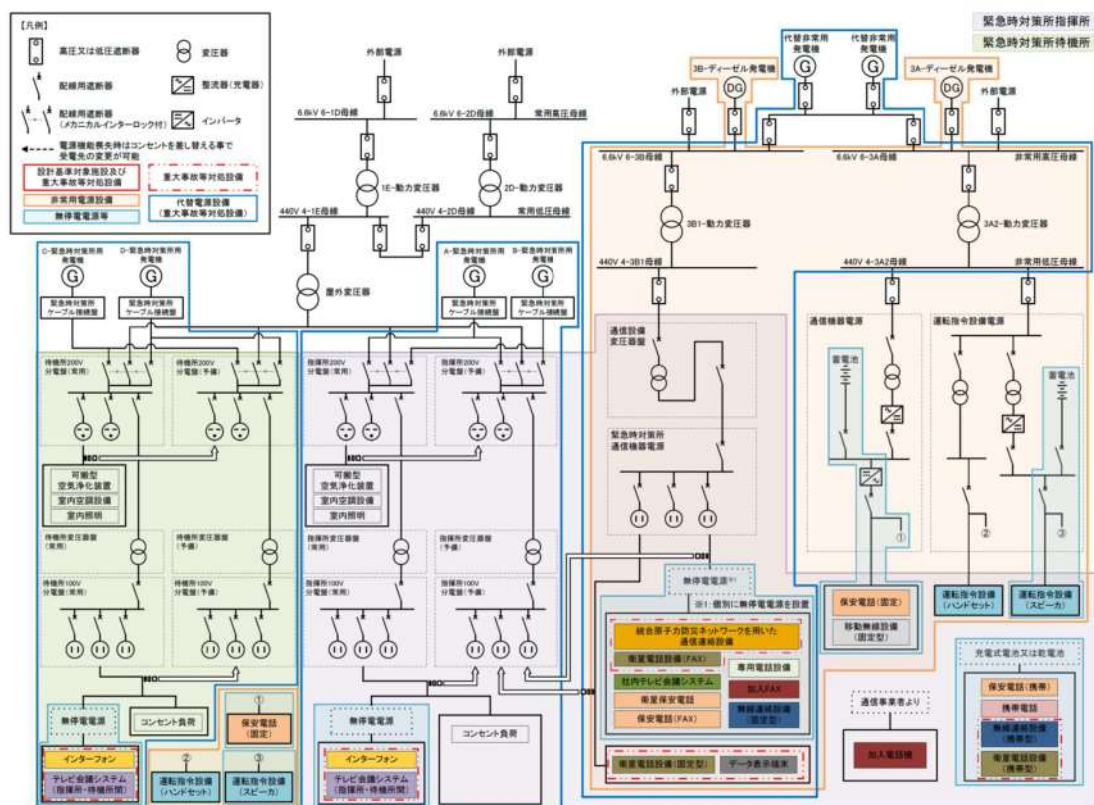 【凡例】
高圧又は低圧遮断器
変圧器
配線用遮断器
整流器(充電器)
配線用遮断器
(メカニカルインターロック付)
インバータ
電源機能喪失時はコンセントを差し替える事で
受電先の変更が可能
設計基準対象施設及び
重大事故等対処設備
重大事故等対処設備
非常用電源設備
代替電源設備
(重大事故等対処設備)
無停電電源等
緊急時対策所指揮所
緊急時対策所待機所
外部電源
外部電源
6.6kV 6-1D母線
6.6kV 6-2D母線
常用高圧母線
1E-動力変圧器
2D-動力変圧器
440V 4-1E母線
440V 4-2D母線
常用低圧母線
屋外変圧器
代替非常用
発電機
G
代替非常用
発電機
G
3B-ディーゼル発電機
DG
3A-ディーゼル発電機
DG
外部電源
外部電源
6.6kV 6-3B母線
6.6kV 6-3A母線
非常用高圧母線
3B1-動力変圧器
3A2-動力変圧器
440V 4-3B1母線
440V 4-3A2母線
非常用低圧母線
C-緊急時対策所用
発電機
G
D-緊急時対策所用
発電機
G
A-緊急時対策所用
発電機
G
B-緊急時対策所用
発電機
G
緊急時対策所
ケーブル接続盤
緊急時対策所
ケーブル接続盤
緊急時対策所
ケーブル接続盤
緊急時対策所
ケーブル接続盤
待機所200V
分電盤(常用)
待機所200V
分電盤(予備)
指揮所200V
分電盤(常用)
指揮所200V
分電盤(予備)
可搬型
空気浄化装置
室内空調設備
室内照明
可搬型
空気浄化装置
室内空調設備
室内照明
待機所変圧器盤
(常用)
待機所変圧器盤
(予備)
指揮所変圧器盤
(常用)
指揮所変圧器盤
(予備)
待機所100V
分電盤(常用)
待機所100V
分電盤(予備)
指揮所100V
分電盤(常用)
指揮所100V
分電盤(予備)
無停電電源
コンセント負荷
インターフォン
テレビ会議システム
(指揮所・待機所間)
①
保安電話
(固定)
②
運転指令設備
(ハンドセット)
③
運転指令設備
(スピーカ)
無停電電源
インターフォン
テレビ会議システム
(指揮所・待機所間)
コンセント負荷
通信設備
変圧器盤
緊急時対策所
通信機器電源
通信機器電源
蓄電池
①
運転指令設備電源
蓄電池
②
③
無停電電源※1
※1:個別に無停電電源を設置
統合原子力防災ネットワークを用いた
通信連絡設備
衛星電話設備(FAX)
専用電話設備
社内テレビ会議システム
加入FAX
衛星保安電話
無線連絡設備
(固定型)
保安電話(FAX)
衛星電話設備(固定型)
データ表示端末
保安電話(固定)
移動無線設備
(固定型)
運転指令設備
(ハンドセット)
運転指令設備
(スピーカ)
通信事業者より
加入電話機
充電式電池又は乾電池
保安電話(携帯)
携帯電話
無線連絡設備
(携帯型)
衛星電話設備
(携帯型)